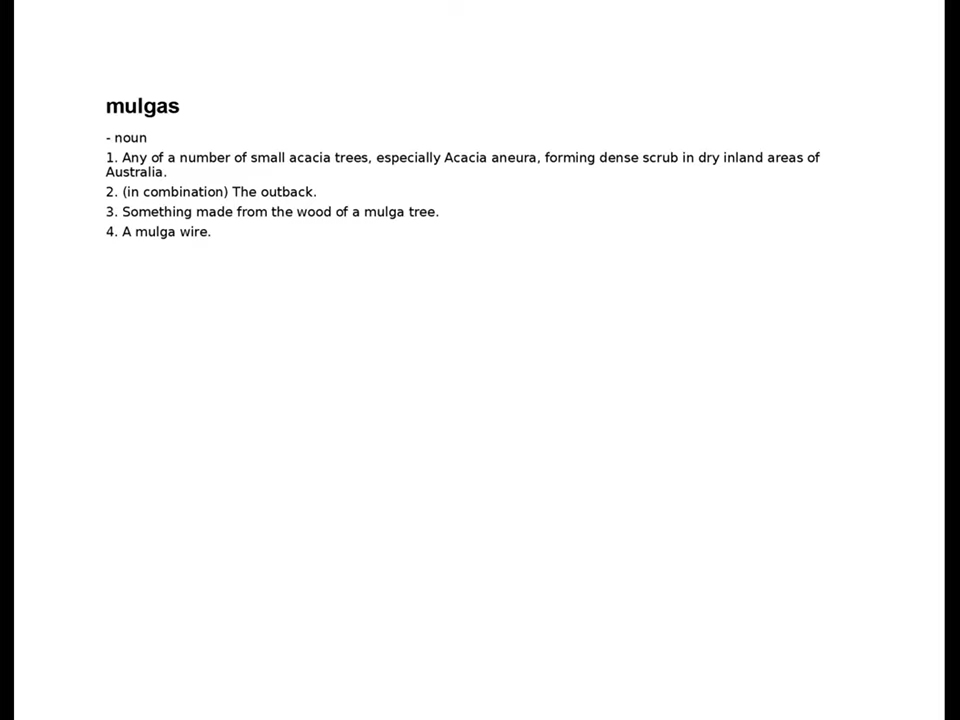 mulgas
- noun
1. Any of a number of small acacia trees, especially Acacia aneura, forming dense scrub in dry inland areas of
Australia.
2. (in combination) The outback.
3. Something made from the wood of a mulga tree.
4. A mulga wire.